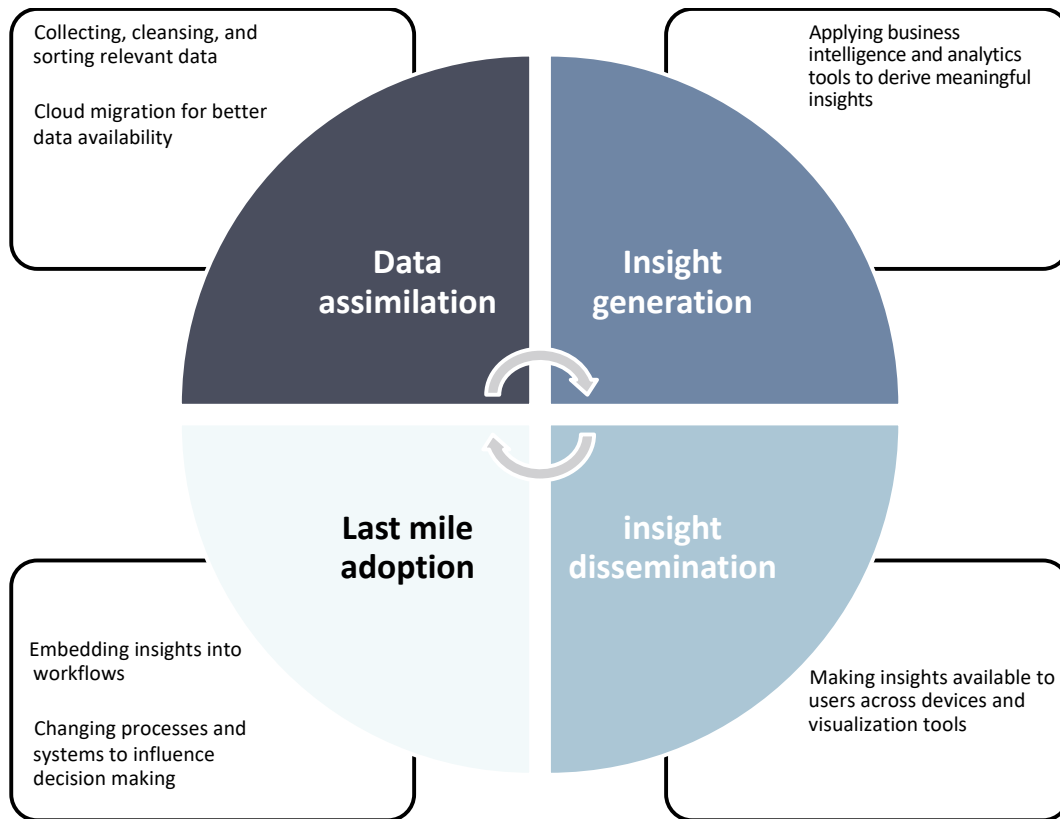 Collecting, cleansing, and
sorting relevant data
Cloud migration for better
data availability
Applying business
intelligence and analytics
tools to derive meaningful
insights
Data
assimilation
Insight
generation
Last mile
adoption
insight
dissemination
Embedding insights into
workflows
Changing processes and
systems to influence
decision making
Making insights available to
users across devices and
visualization tools